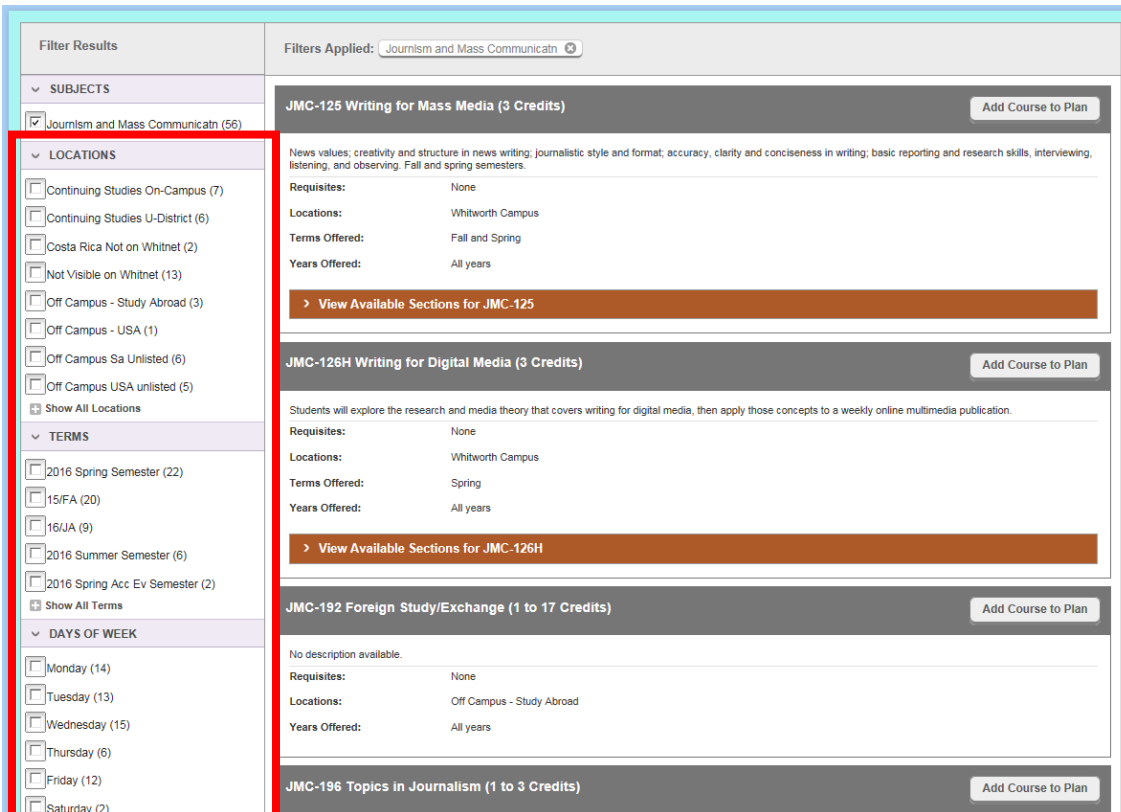 Filter Results
SUBJECTS
Journlsm and Mass Communicatn (56)
LOCATIONS
Continuing Studies On-Campus (7)
Continuing Studies U-District (6)
Costa Rica Not on Whitnet (2)
Not Visible on Whitnet (13)
Off Campus - Study Abroad (3)
Off Campus - USA (1)
Off Campus Sa Unlisted (6)
Off Campus USA unlisted (5)
Show All Locations
TERMS
2016 Spring Semester (22)
15/FA (20)
16/JA (9)
2016 Summer Semester (6)
2016 Spring Acc Ev Semester (2)
Show All Terms
DAYS OF WEEK
Monday (14)
Tuesday (13)
Wednesday (15)
Thursday (6)
Friday (12)
Saturday (2)
Filters Applied: Journlsm and Mass Communicatn
JMC-125 Writing for Mass Media (3 Credits)
Add Course to Plan
News values; creativity and structure in news writing; journalistic style and format; accuracy, clarity and conciseness in writing; basic reporting and research skills, interviewing,
listening, and observing. Fall and spring semesters.
Requisites: None
Locations: Whitworth Campus
Terms Offered: Fall and Spring
Years Offered: All years
View Available Sections for JMC-125
JMC-126H Writing for Digital Media (3 Credits)
Add Course to Plan
Students will explore the research and media theory that covers writing for digital media, then apply those concepts to a weekly online multimedia publication.
Requisites: None
Locations: Whitworth Campus
Terms Offered: Spring
Years Offered: All years
View Available Sections for JMC-126H
JMC-192 Foreign Study/Exchange (1 to 17 Credits)
Add Course to Plan
No description available.
Requisites: None
Locations: Off Campus - Study Abroad
Years Offered: All years
JMC-196 Topics in Journalism (1 to 3 Credits)
Add Course to Plan